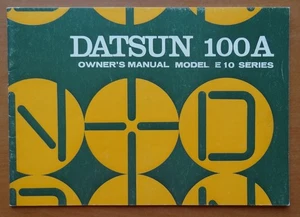 DATSUN 100A
OWNER'S MANUAL MODEL E10 SERIES